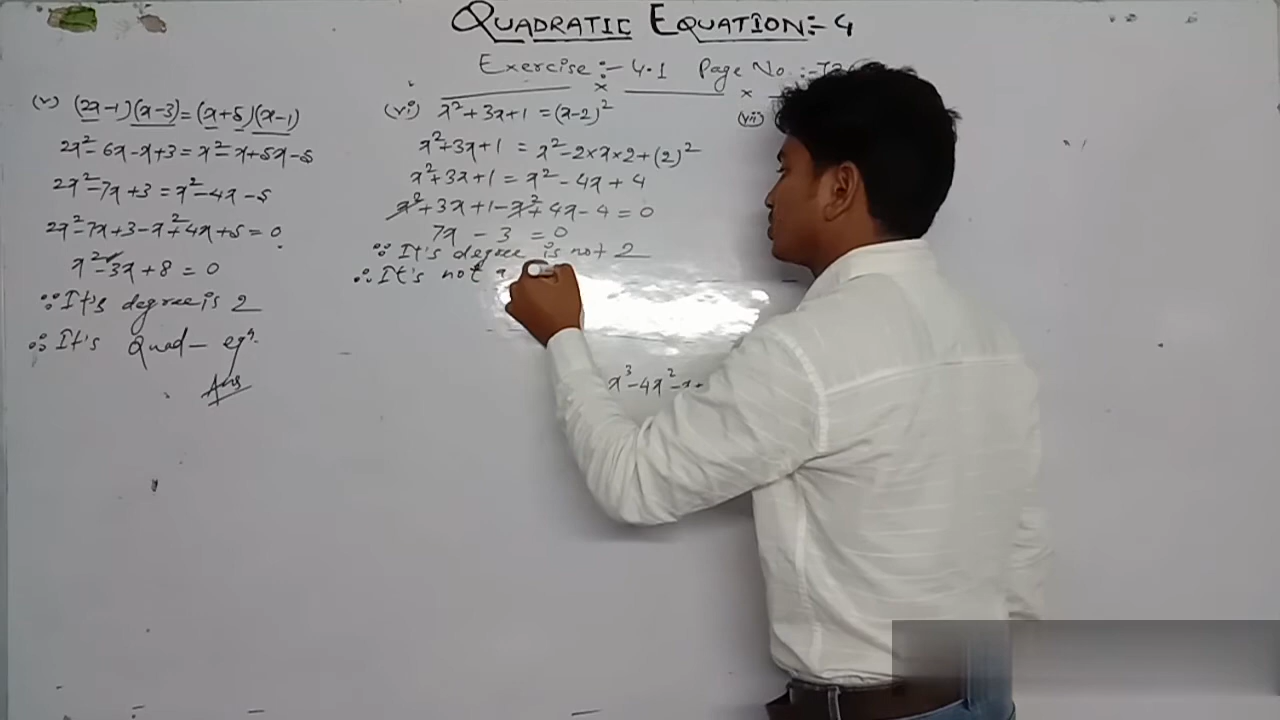 QUADRATIC EQUATION:- 4
Exercise :- 4.1 Page No :- 73
(v) (2x-1)(x-3)=(x+5)(x-1)
2x²-6x-x+3=x²-x+5x-5
2x²-7x+3=x²-4x-5
2x²-7x+3-x²+4x+5=0
x²-3x+8=0
∵ It's degree is 2
∴ It's Quad- eqⁿ.
Ans
(vi) x²+3x+1=(x-2)²
x²+3x+1=x²-2×x×2+(2)²
x²+3x+1=x²-4x+4
x²+3x+1-x²+4x-4=0
7x-3=0
∵ It's degree is not 2
∴ It's not a
(vii)
x³-4x²-x+